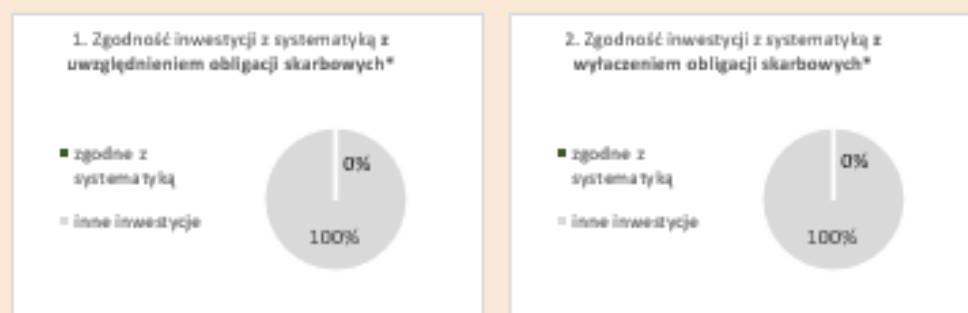 1. Zgodność inwestycji z systematyką z
uwzględnieniem obligacji skarbowych*
zgodne z
systematyką
inne inwestycje
0%
100%
2. Zgodność inwestycji z systematyką z
wyłaczeniem obligacji skarbowych*
zgodne z
systematyką
inne inwestycje
0%
100%